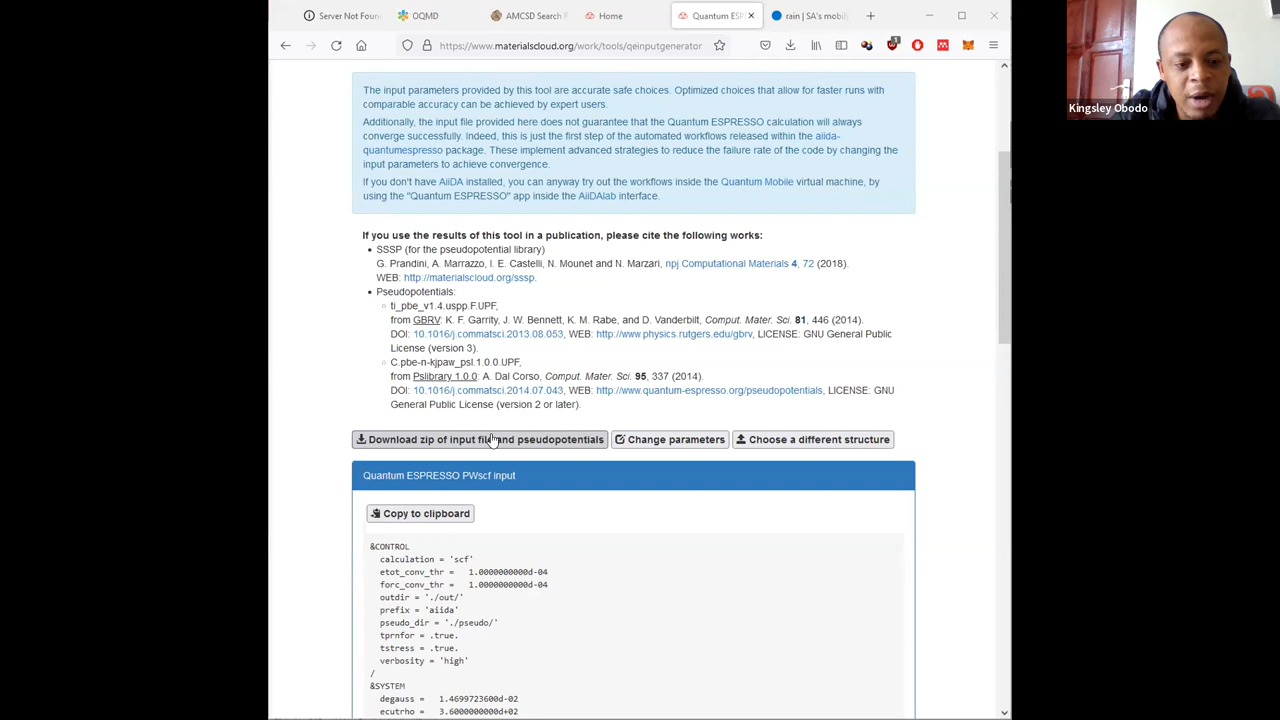 Server Not Foun
OQMD
AMCSD Search R
Home
Quantum ESP
rain | SA's mobil
https://www.materialscloud.org/work/tools/qeinputgenerator
1
Kingsley Obodo
The input parameters provided by this tool are accurate safe choices. Optimized choices that allow for faster runs with
comparable accuracy can be achieved by expert users.
Additionally, the input file provided here does not guarantee that the Quantum ESPRESSO calculation will always
converge successfully. Indeed, this is just the first step of the automated workflows released within the aiida-
quantumespresso package. These implement advanced strategies to reduce the failure rate of the code by changing the
input parameters to achieve convergence.
If you don't have AiiDA installed, you can anyway try out the workflows inside the Quantum Mobile virtual machine, by
using the "Quantum ESPRESSO" app inside the AiiDAlab interface.
If you use the results of this tool in a publication, please cite the following works:
• SSSP (for the pseudopotential library)
G. Prandini, A. Marrazzo, I. E. Castelli, N. Mounet and N. Marzari, npj Computational Materials 4, 72 (2018).
WEB: http://materialscloud.org/sssp.
• Pseudopotentials:
○ ti_pbe_v1.4.uspp.F.UPF,
from GBRV: K. F. Garrity, J. W. Bennett, K. M. Rabe, and D. Vanderbilt, Comput. Mater. Sci. 81, 446 (2014).
DOI: 10.1016/j.commatsci.2013.08.053, WEB: http://www.physics.rutgers.edu/gbrv, LICENSE: GNU General Public
License (version 3).
○ C.pbe-n-kjpaw_psl.1.0.0.UPF,
from Pslibrary 1.0.0: A. Dal Corso, Comput. Mater. Sci. 95, 337 (2014).
DOI: 10.1016/j.commatsci.2014.07.043, WEB: http://www.quantum-espresso.org/pseudopotentials, LICENSE: GNU
General Public License (version 2 or later).
Download zip of input file and pseudopotentials
Change parameters
Choose a different structure
Quantum ESPRESSO PWscf input
Copy to clipboard
&CONTROL
calculation = 'scf'
etot_conv_thr = 1.0000000000d-04
forc_conv_thr = 1.0000000000d-04
outdir = './out/'
prefix = 'aiida'
pseudo_dir = './pseudo/'
tprnfor = .true.
tstress = .true.
verbosity = 'high'
/
&SYSTEM
degauss = 1.4699723600d-02
ecutrho = 3.6000000000d+02